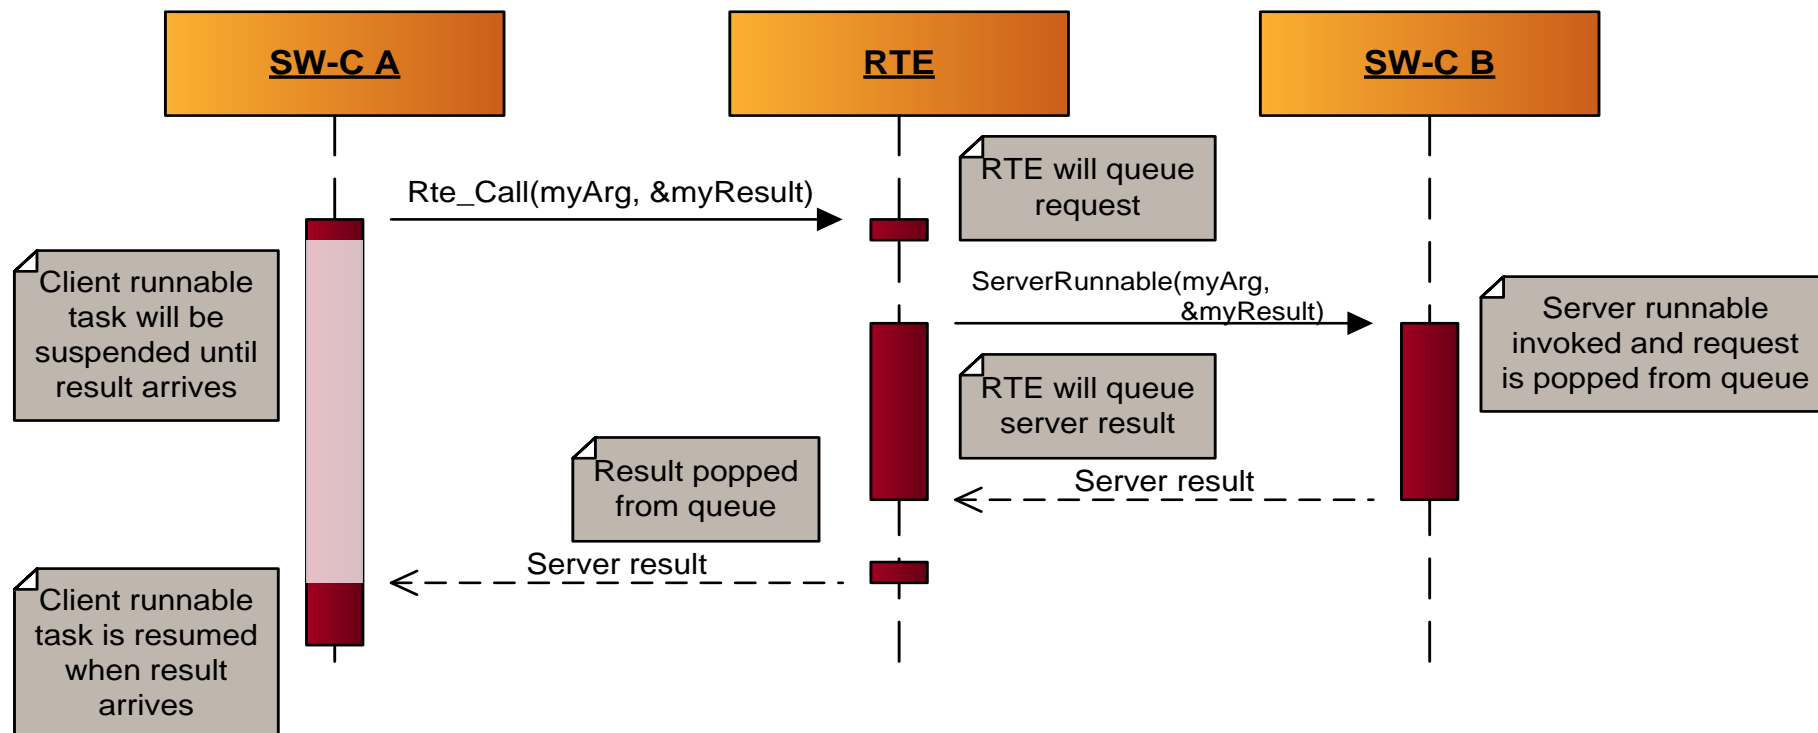 SW-C A
RTE
SW-C B
Rte_Call(myArg, &myResult)
RTE will queue
request
Client runnable
task will be
suspended until
result arrives
ServerRunnable(myArg,
&myResult)
Server runnable
invoked and request
is popped from queue
RTE will queue
server result
Result popped
from queue
Server result
Server result
Client runnable
task is resumed
when result
arrives